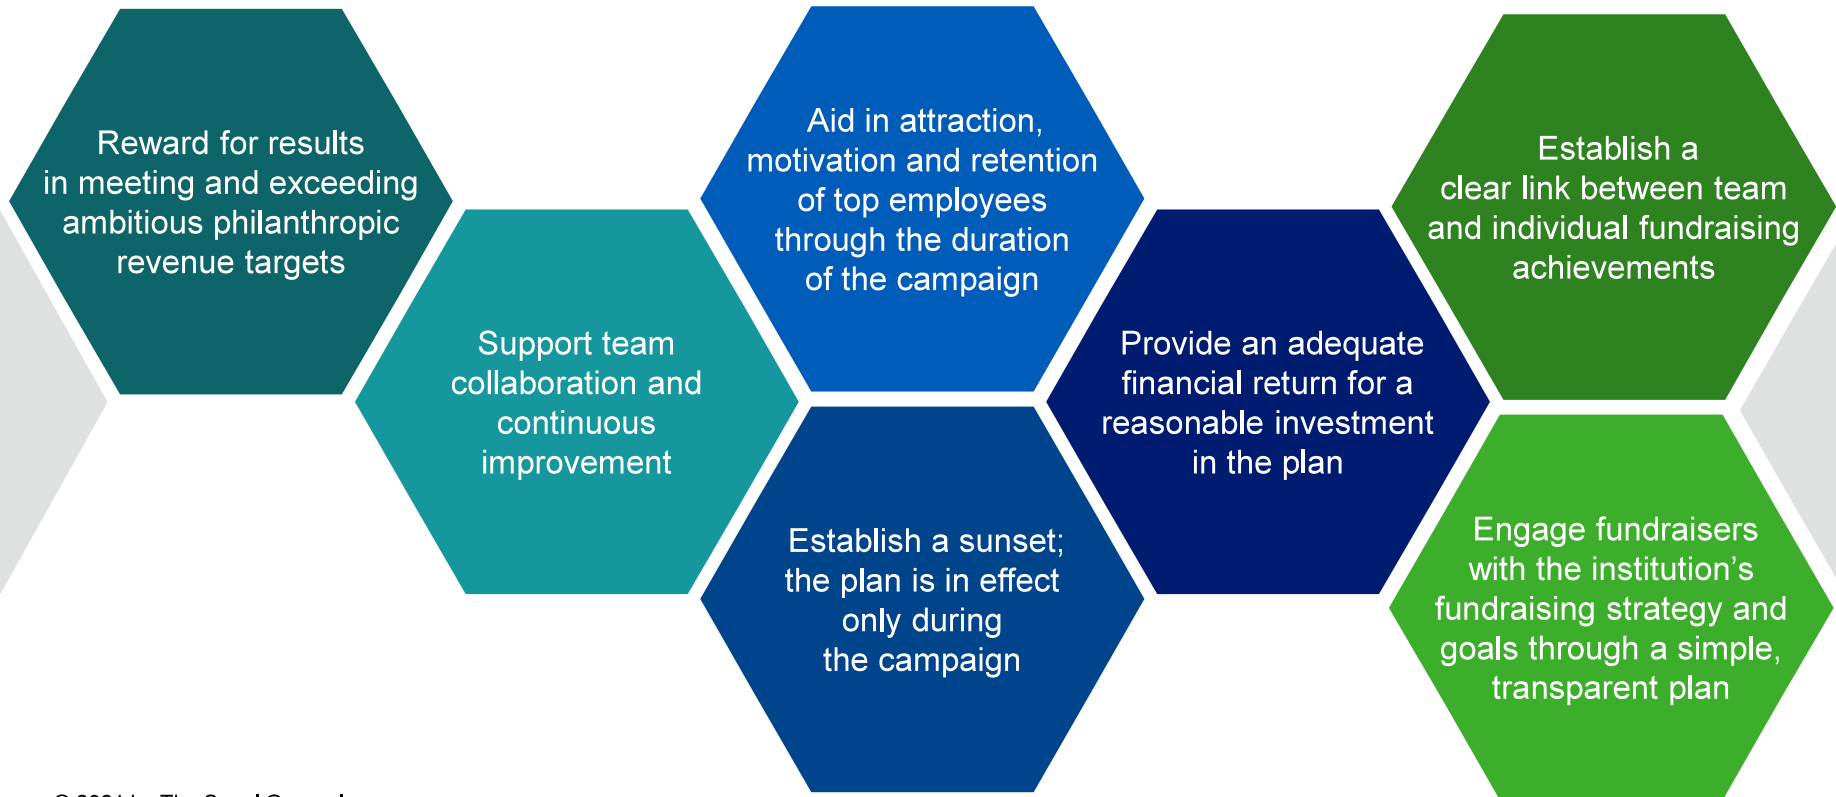 Reward for results
in meeting and exceeding
ambitious philanthropic
revenue targets
Support team
collaboration and
continuous
improvement
Aid in attraction,
motivation and retention
of top employees
through the duration
of the campaign
Establish a sunset;
the plan is in effect
only during
the campaign
Provide an adequate
financial return for a
reasonable investment
in the plan
Establish a
clear link between team
and individual fundraising
achievements
Engage fundraisers
with the institution’s
fundraising strategy and
goals through a simple,
transparent plan
The